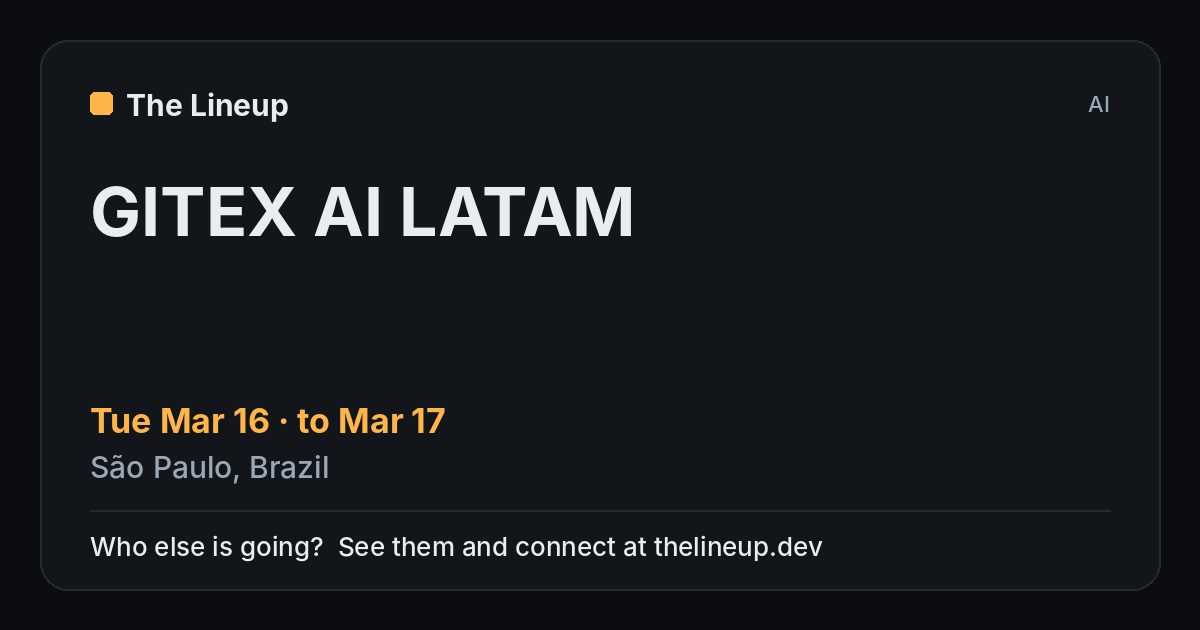 The Lineup
AI
GITEX AI LATAM
Tue Mar 16 · to Mar 17
São Paulo, Brazil
Who else is going? See them and connect at thelineup.dev